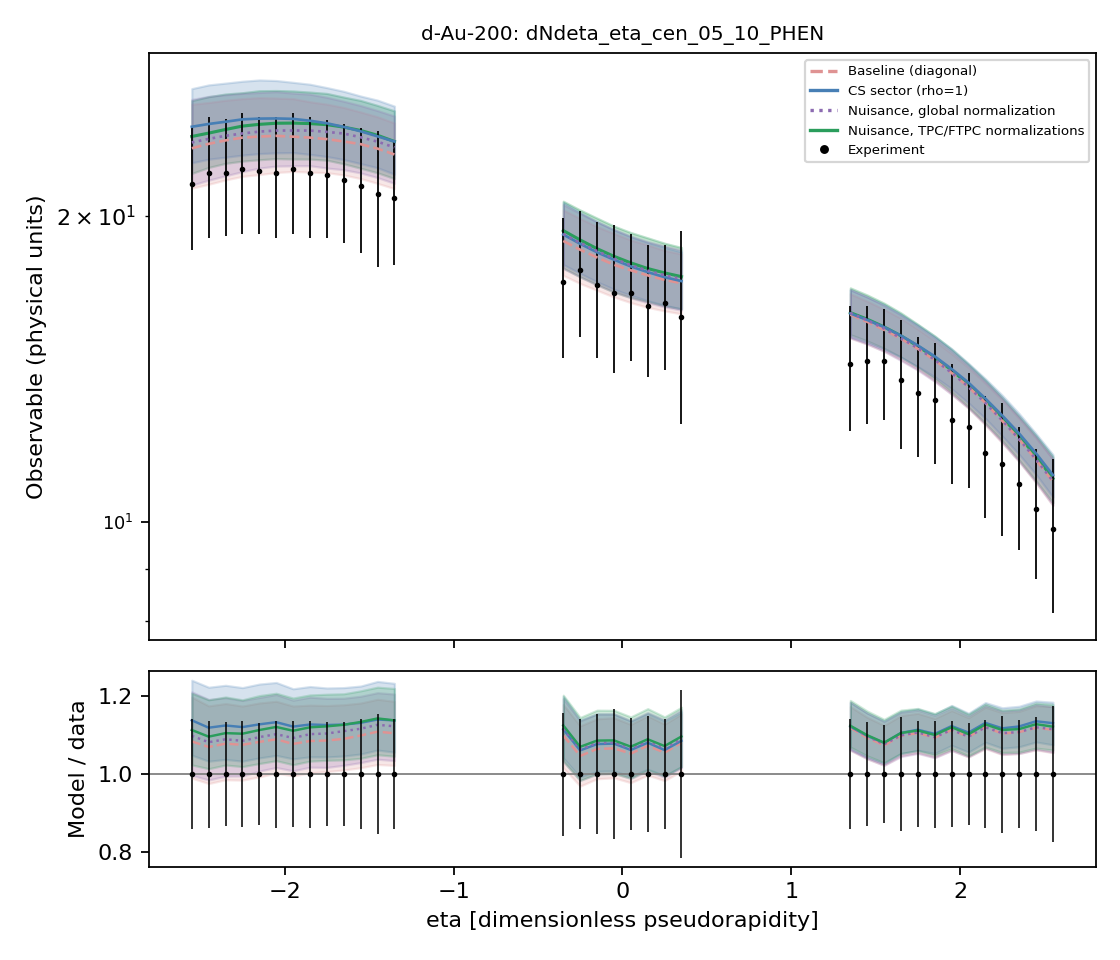 d-Au-200: dNdeta_eta_cen_05_10_PHEN
Observable (physical units)
2 × 10¹
10¹
Baseline (diagonal)
CS sector (rho=1)
Nuisance, global normalization
Nuisance, TPC/FTPC normalizations
Experiment
Model / data
1.2
1.0
0.8
−2
−1
0
1
2
eta [dimensionless pseudorapidity]